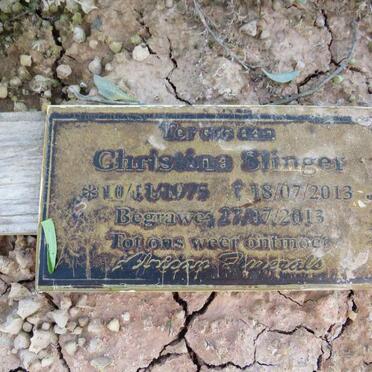 Ter ere aan
Christina Slinger
* 10/11/1975 † 18/07/2013
Begrawe: 27/07/2013
Tot ons weer ontmoet
Funerals